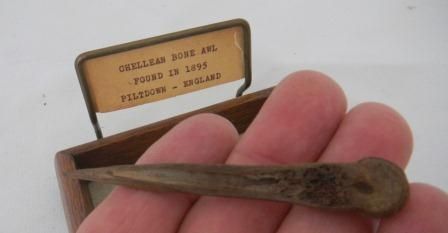 CHELLEAN BONE AWL
FOUND IN 1895
PILTDOWN - ENGLAND